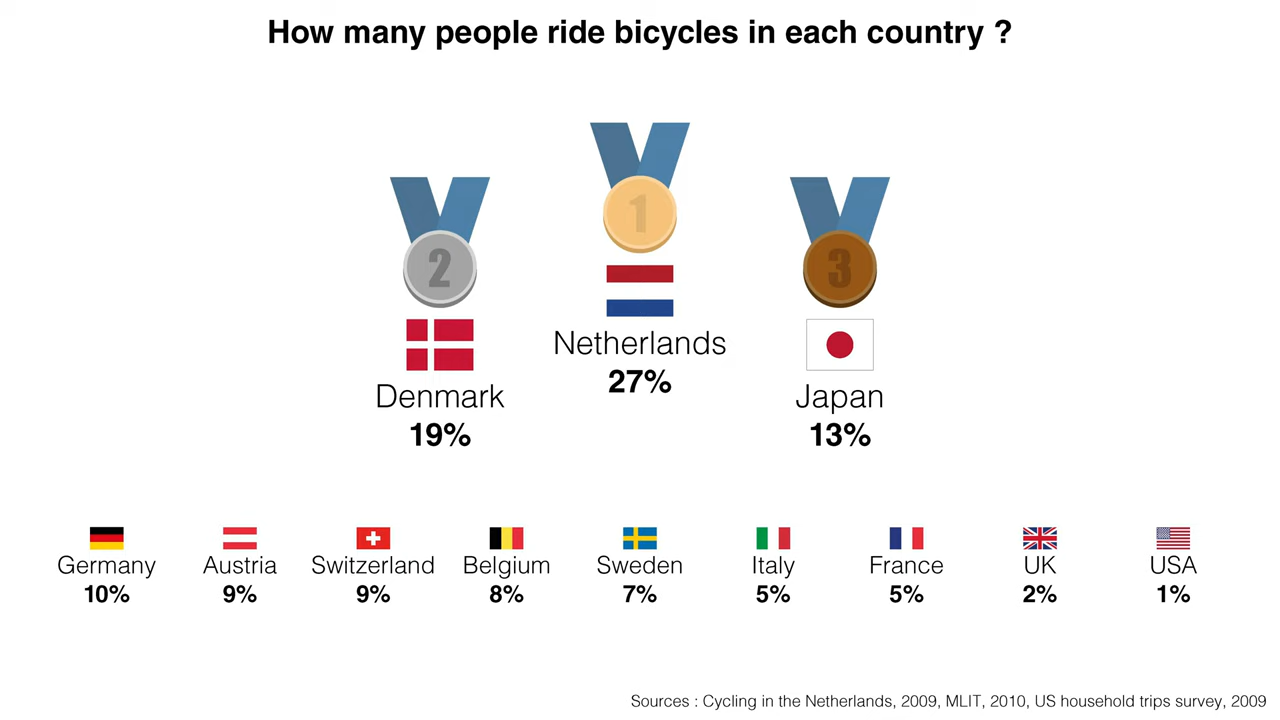 How many people ride bicycles in each country ?
1
2
3
Netherlands
27%
Denmark
19%
Japan
13%
Germany
10%
Austria
9%
Switzerland
9%
Belgium
8%
Sweden
7%
Italy
5%
France
5%
UK
2%
USA
1%
Sources : Cycling in the Netherlands, 2009, MLIT, 2010, US household trips survey, 2009